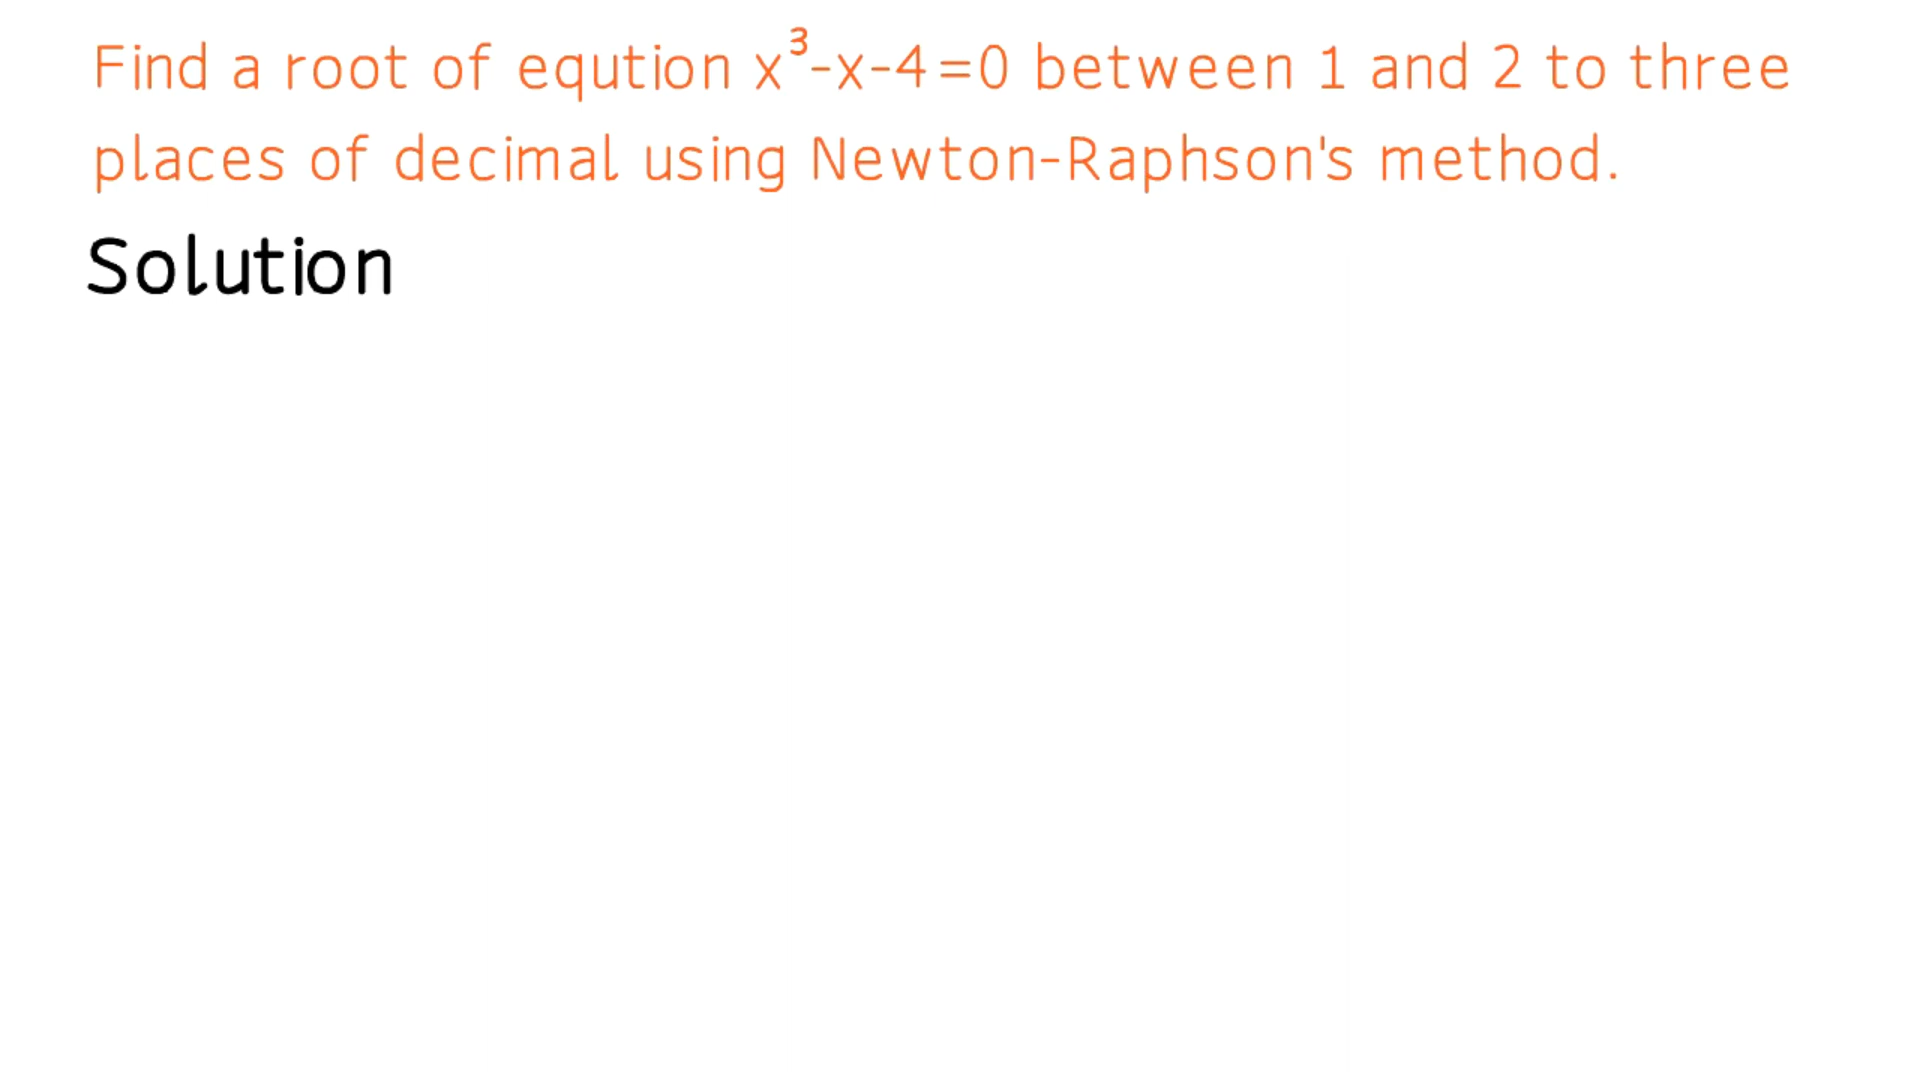 Find a root of eqution x³-x-4=0 between 1 and 2 to three
places of decimal using Newton-Raphson's method.
Solution